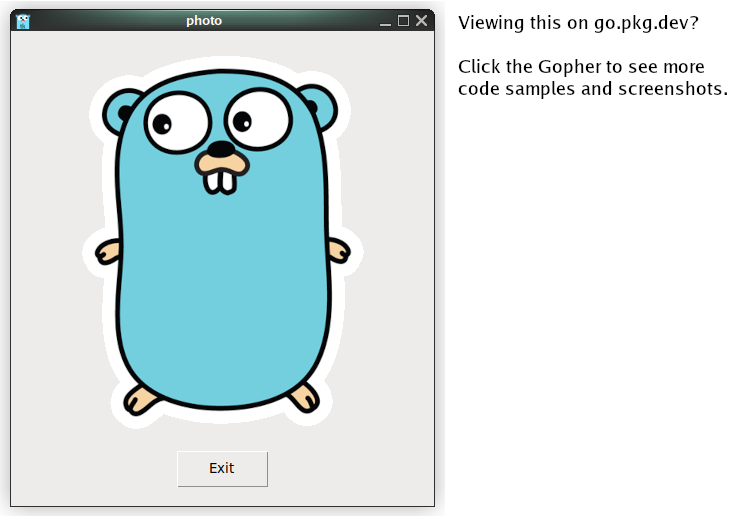 photo
Viewing this on go.pkg.dev?
Click the Gopher to see more
code samples and screenshots.
Exit